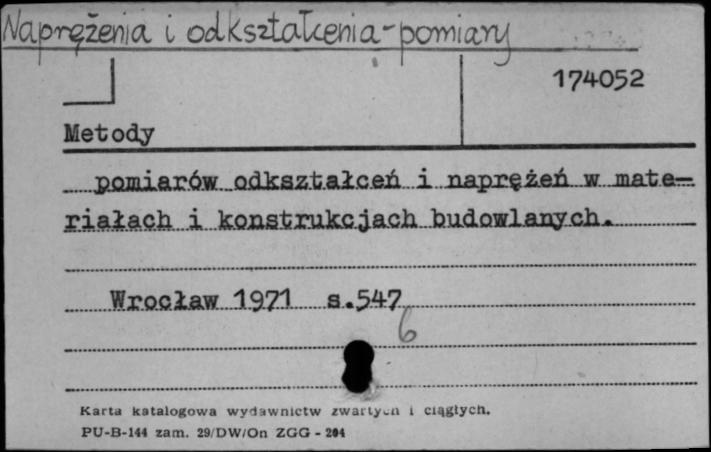 Naprężenia i odkształcenia-pomiary
174052
Metody
pomiarów odkształceń i naprężeń w mate-
riałach i konstrukcjach budowlanych.
Wrocław 1971 s.547
6
Karta katalogowa wydawnictw zwartych i ciągłych.
PU-B-144 zam. 29/DW/On ZGG - 204